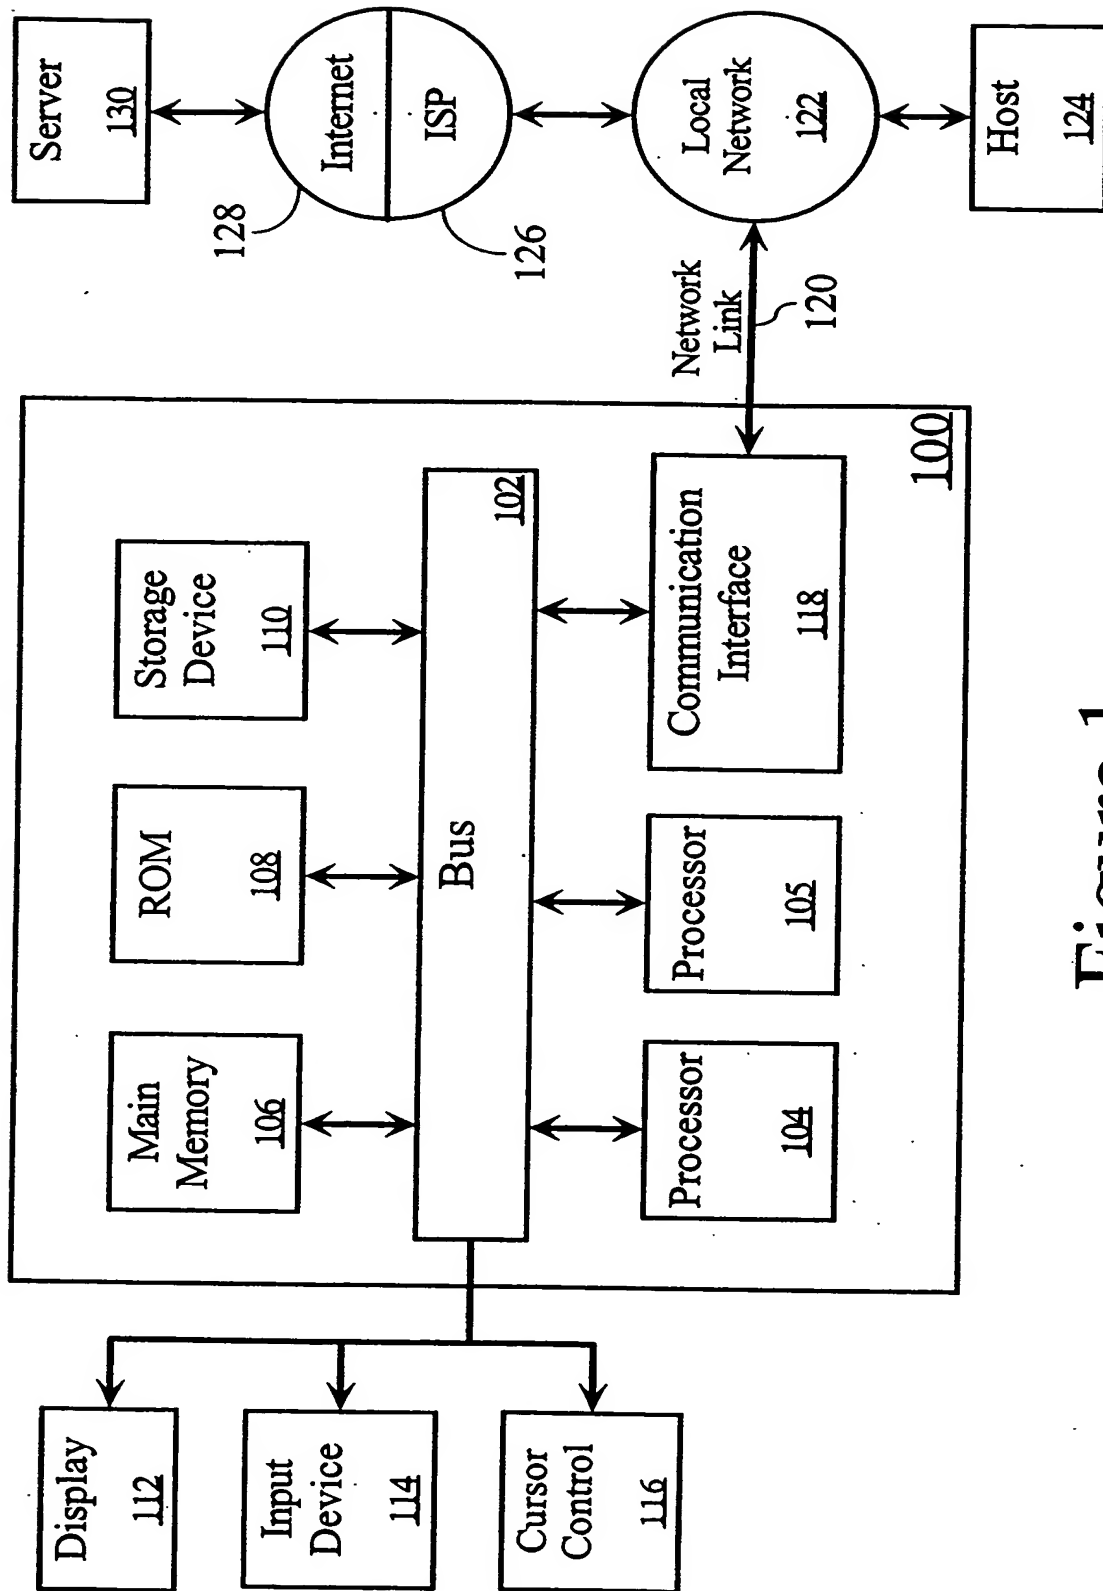 Display
112
Input
Device
114
Cursor
Control
116
Main
Memory
106
ROM
108
Storage
Device
110
Bus
102
Processor
104
Processor
105
Communication
Interface
118
100
Network
Link
120
Server
130
128
Internet
ISP
126
Local
Network
122
Host
124
Figure 1